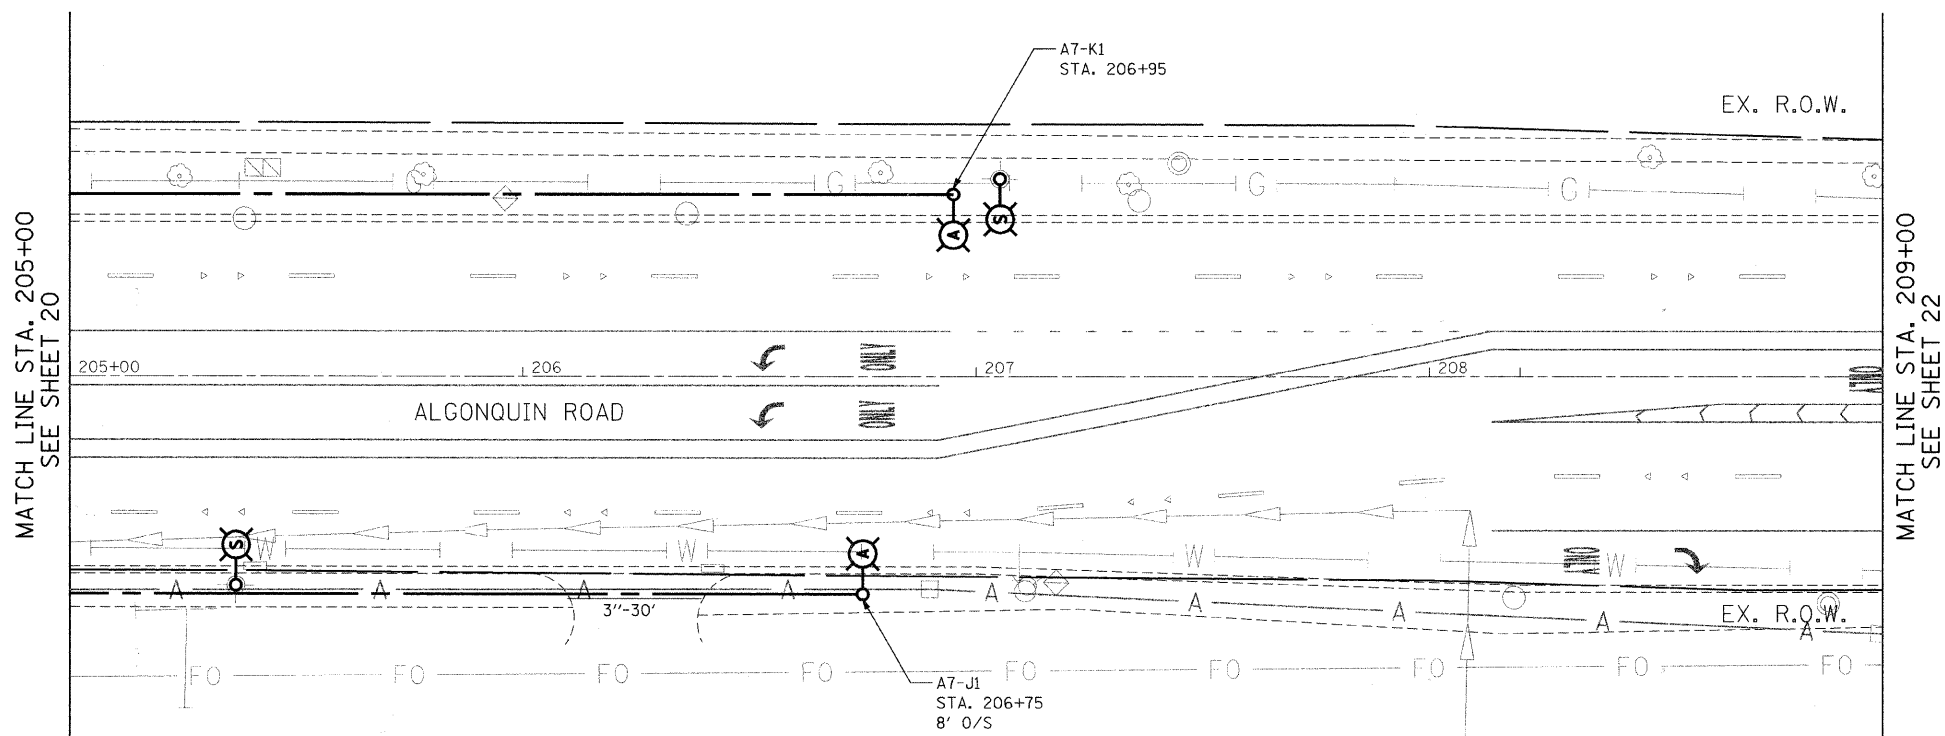 A7-K1
STA. 206+95
EX. R.O.W.
G G G G
A S
MATCH LINE STA. 205+00
SEE SHEET 20
MATCH LINE STA. 209+00
SEE SHEET 22
ONLY
205+00 206 207 208
ONLY
ALGONQUIN ROAD
ONLY
S W W A W ONLY W
A A A A A A A A A
3"-30'
EX. R.O.W.
FO FO FO FO FO FO FO FO FO
A7-J1
STA. 206+75
8' O/S